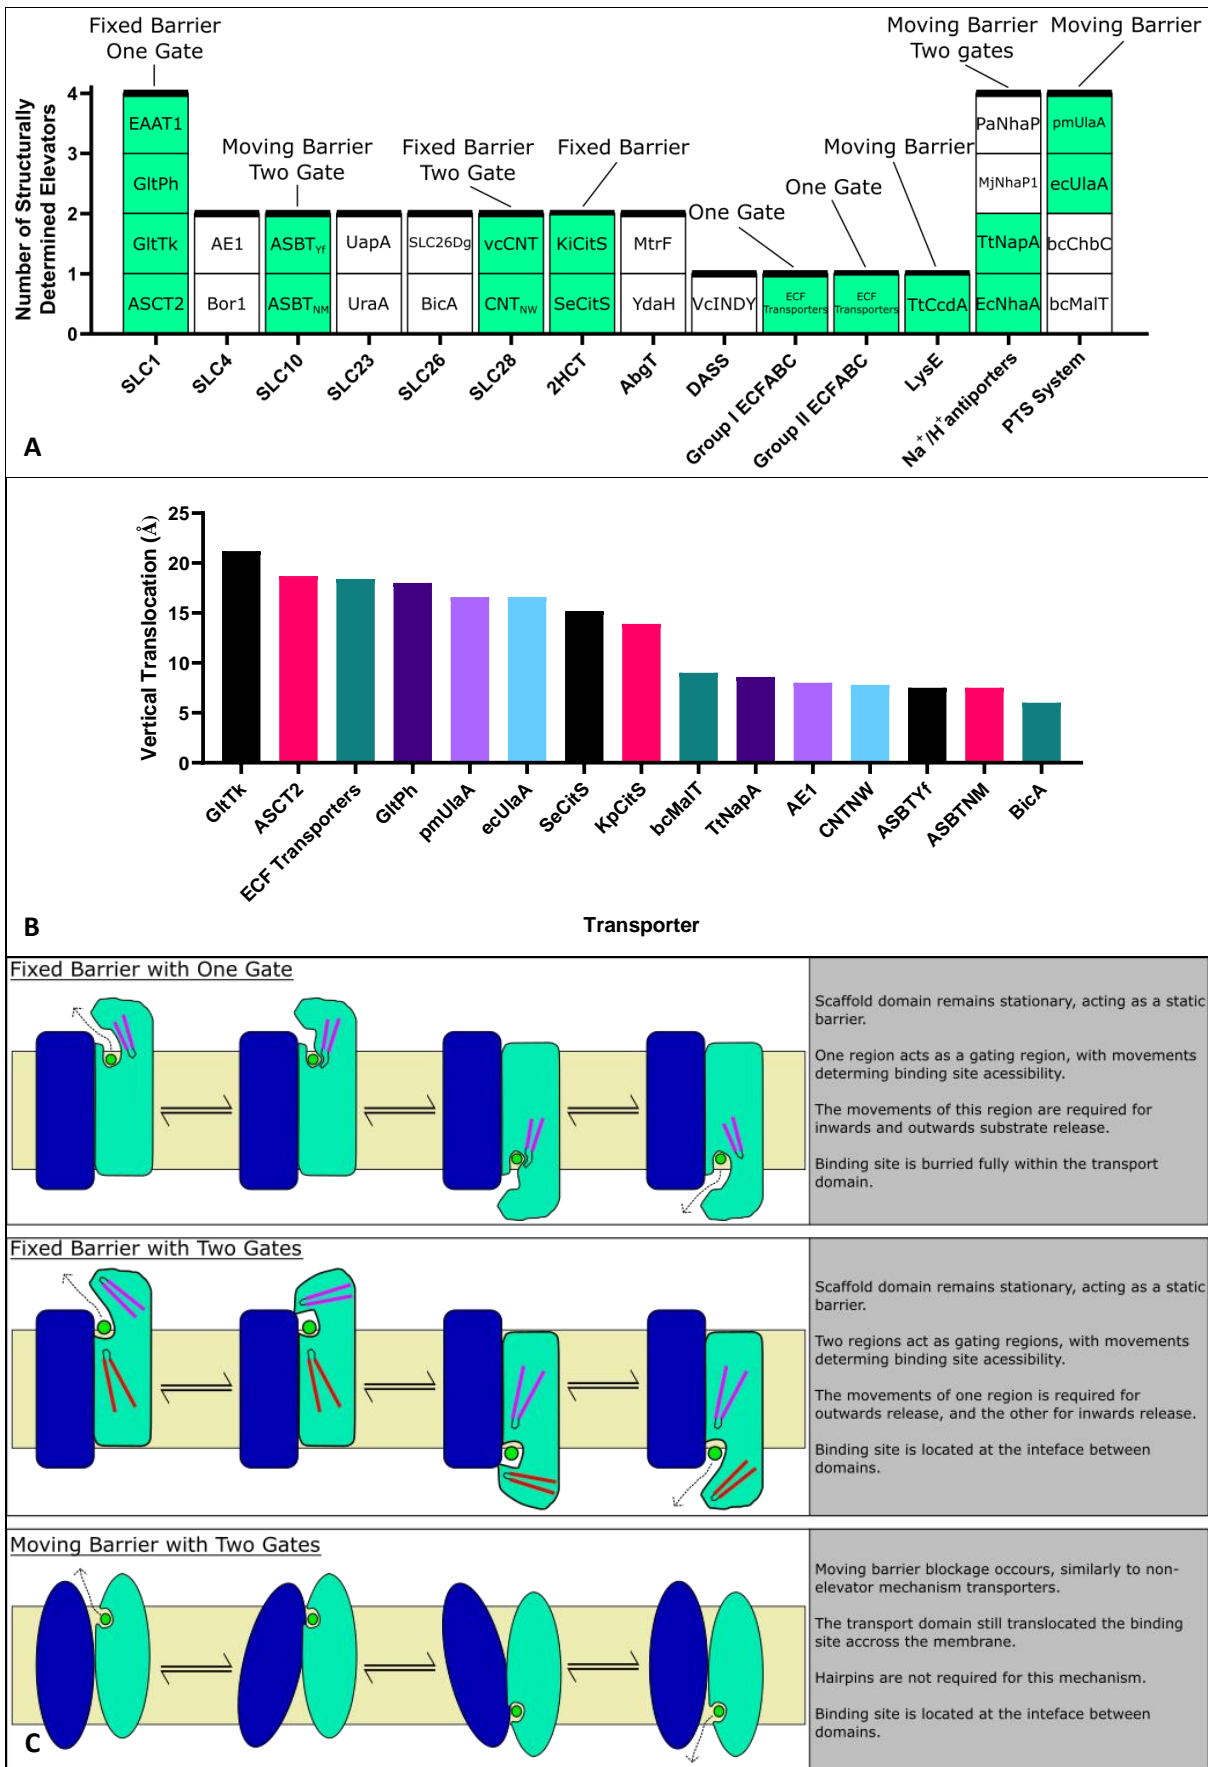 Fixed Barrier
One Gate
Moving Barrier
Two Gate
Fixed Barrier
Two Gate
Fixed Barrier
One Gate
One Gate
Moving Barrier
Moving Barrier
Two gates
Moving Barrier
Number of Structurally
Determined Elevators
4
3
2
1
0
EAAT1
GltPh
GltTk
ASCT2
AE1
Bor1
ASBTYf
ASBTNM
UapA
UraA
SLC26Dg
BicA
vcCNT
CNTNW
KiCitS
SeCitS
MtrF
YdaH
VcINDY
ECF
Transporters
ECF
Transporters
TtCcdA
PaNhaP
MjNhaP1
TtNapA
EcNhaA
pmUlaA
ecUlaA
bcChbC
bcMalT
SLC1
SLC4
SLC10
SLC23
SLC26
SLC28
2HCT
AbgT
DASS
Group I ECFABC
Group II ECFABC
LysE
Na+/H+antiporters
PTS System
A
Vertical Translocation (Å)
25
20
15
10
5
0
GltTk
ASCT2
ECF Transporters
GltPh
pmUlaA
ecUlaA
SeCitS
KpCitS
bcMalT
TtNapA
AE1
CNTNW
ASBTYf
ASBTNM
BicA
Transporter
B
Fixed Barrier with One Gate
Scaffold domain remains stationary, acting as a static
barrier.
One region acts as a gating region, with movements
determing binding site acessibility.
The movements of this region are required for
inwards and outwards substrate release.
Binding site is burried fully within the transport
domain.
Fixed Barrier with Two Gates
Scaffold domain remains stationary, acting as a static
barrier.
Two regions act as gating regions, with movements
determing binding site acessibility.
The movements of one region is required for
outwards release, and the other for inwards release.
Binding site is located at the inteface between
domains.
Moving Barrier with Two Gates
Moving barrier blockage occours, similarly to non-
elevator mechanism transporters.
The transport domain still translocated the binding
site accross the membrane.
Hairpins are not required for this mechanism.
Binding site is located at the inteface between
domains.
C